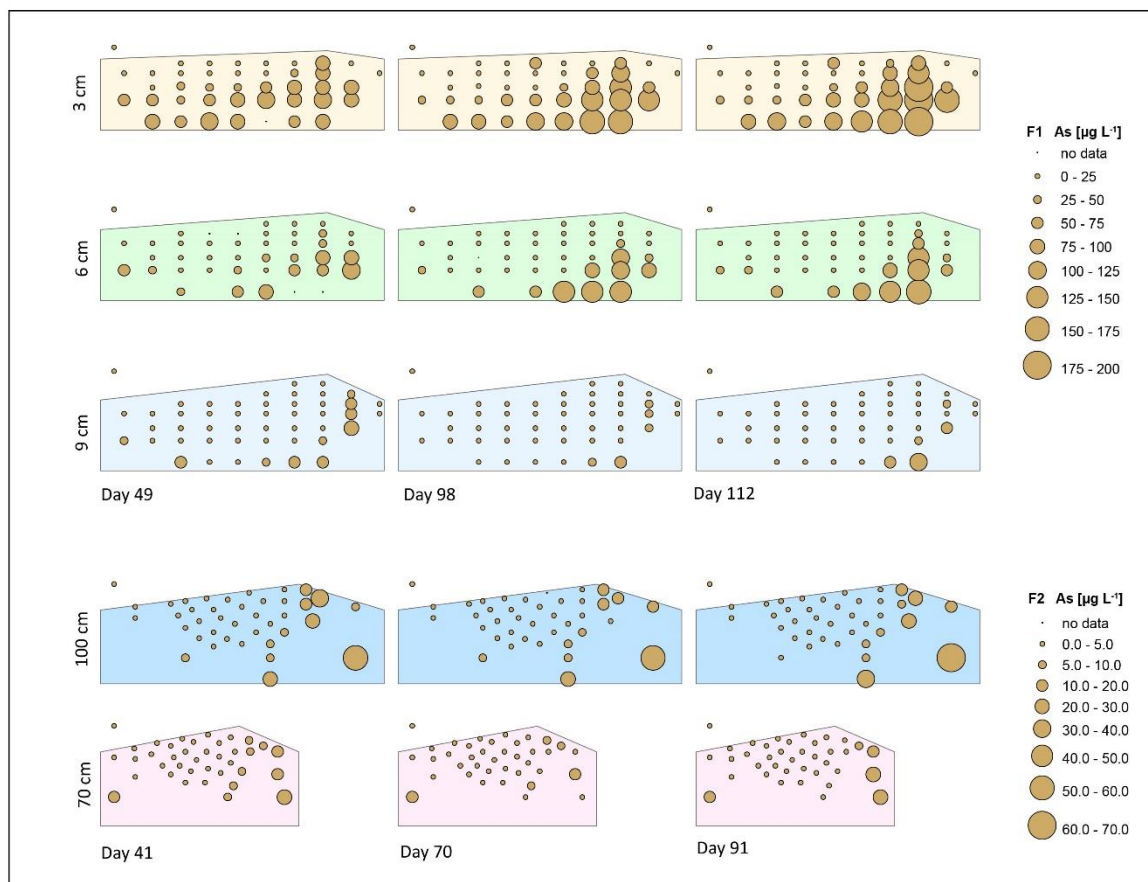 3 cm
F1 As [µg L⁻¹]
no data
0 - 25
25 - 50
50 - 75
75 - 100
100 - 125
125 - 150
150 - 175
175 - 200
6 cm
9 cm
Day 49 Day 98 Day 112
100 cm
F2 As [µg L⁻¹]
no data
0.0 - 5.0
5.0 - 10.0
10.0 - 20.0
20.0 - 30.0
30.0 - 40.0
40.0 - 50.0
50.0 - 60.0
60.0 - 70.0
70 cm
Day 41 Day 70 Day 91